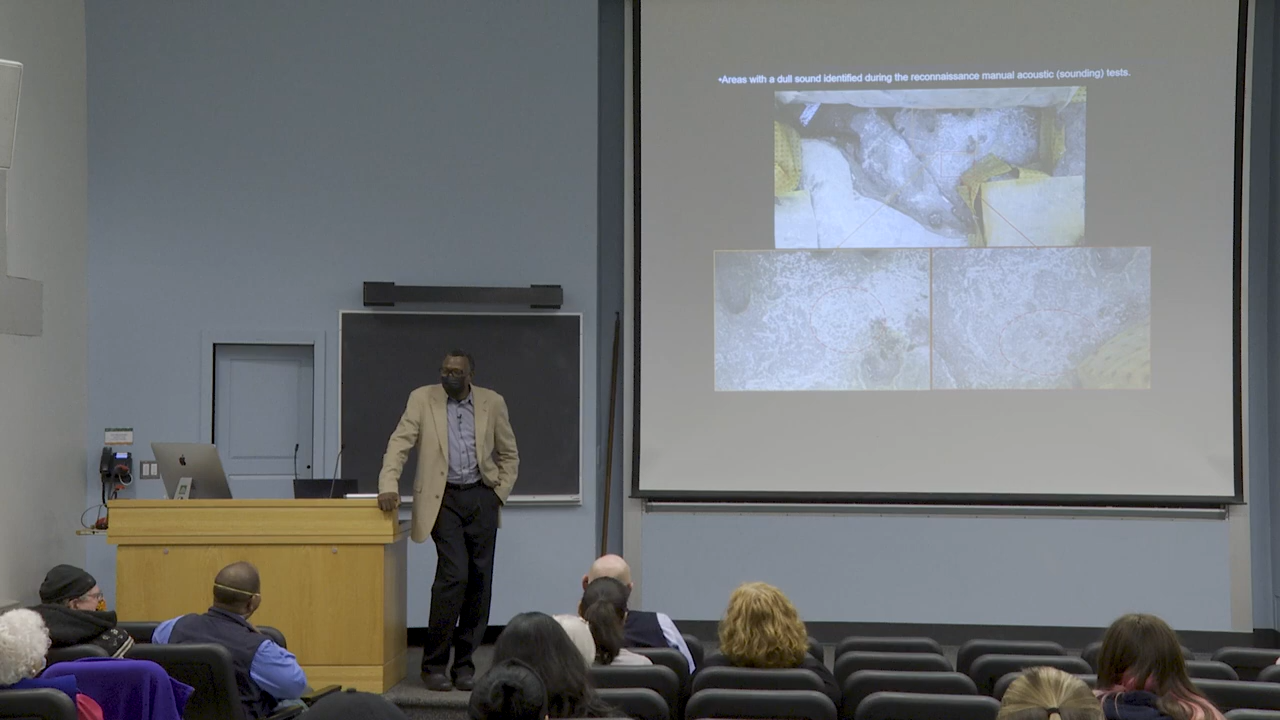 •Areas with a dull sound identified during the reconnaissance manual acoustic (sounding) tests.